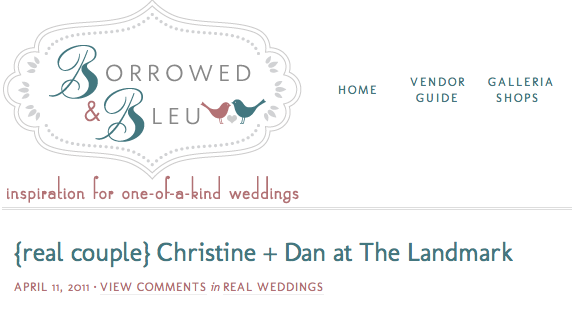 BORROWED
& BLEU
inspiration for one-of-a-kind weddings
HOME
VENDOR
GUIDE
GALLERIA
SHOPS
{real couple} Christine + Dan at The Landmark
APRIL 11, 2011 · VIEW COMMENTS in REAL WEDDINGS